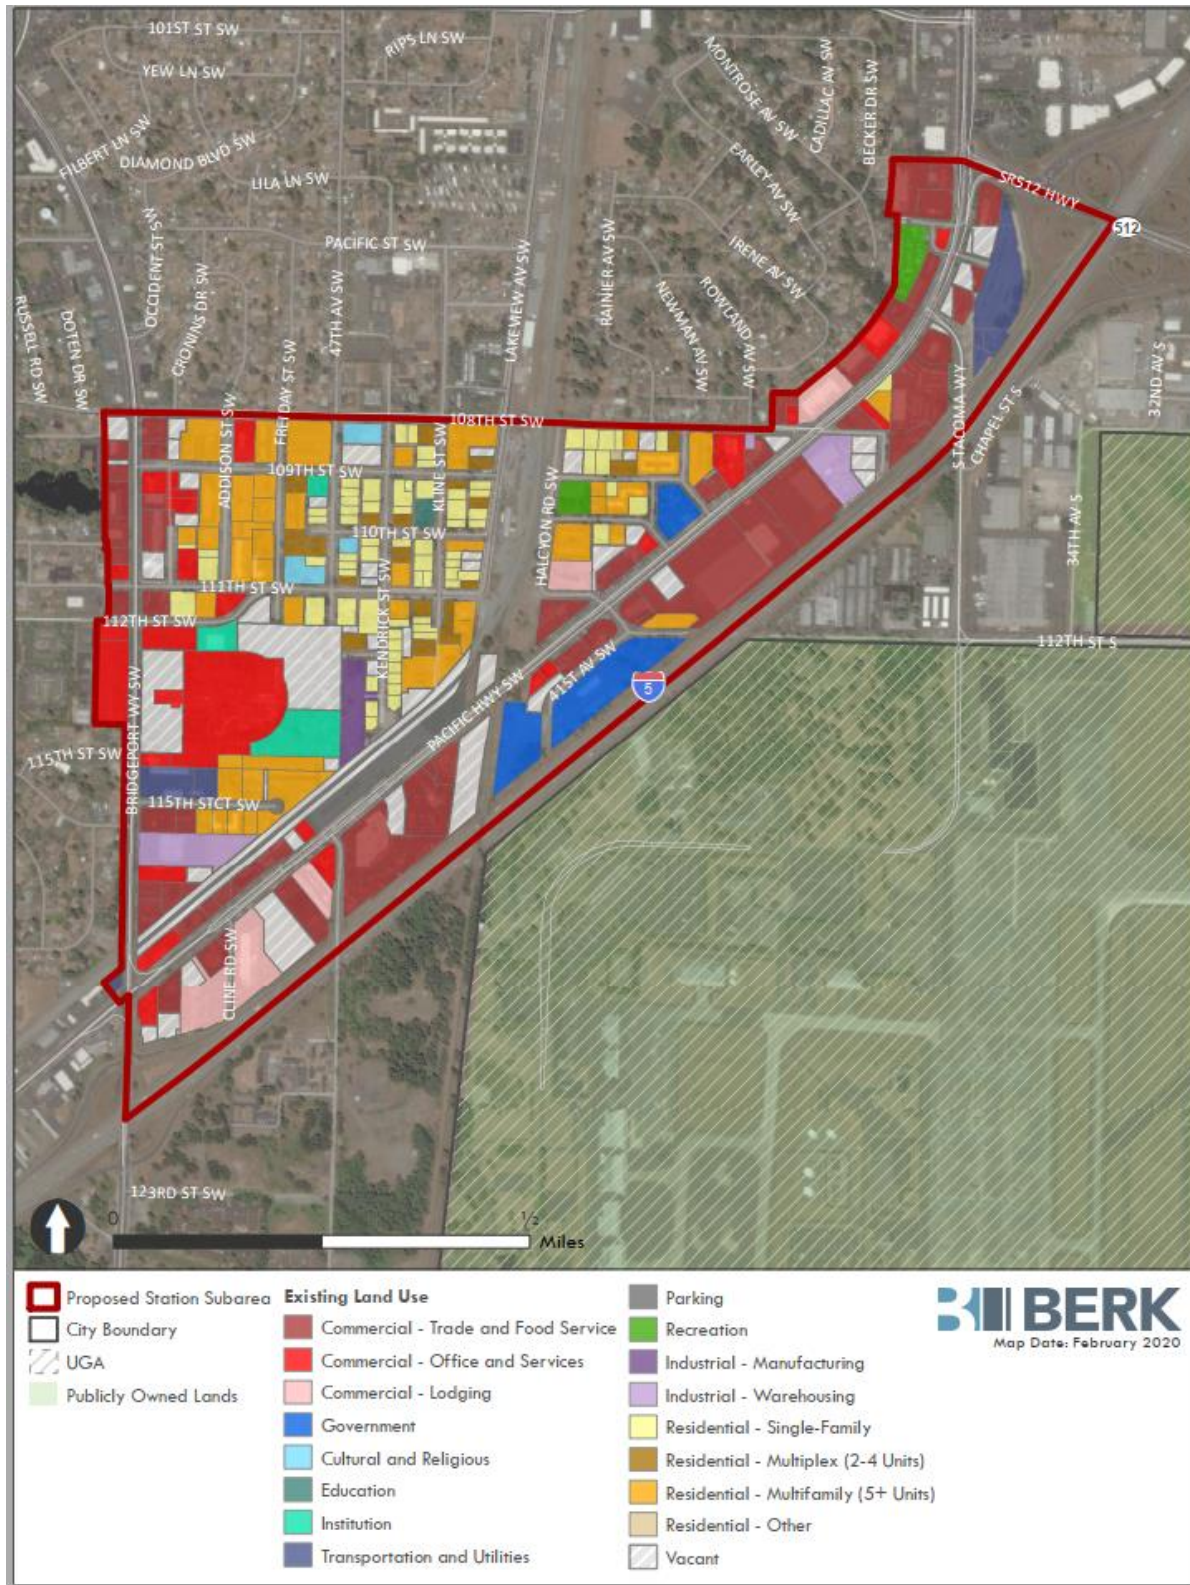 101ST ST SW
RIPS LN SW
YEW LN SW
MONTROSE AV SW
CADILLAC AV SW
BECKER DR SW
FILBERT LN SW
DIAMOND BLVD SW
LILA LN SW
EARLEY AV SW
SR512 HWY
512
OCCIDENT ST SW
PACIFIC ST SW
LAKEVIEW AV SW
RAINIER AV SW
IRENE AV SW
RUSSELL RD SW
DOTEN DR SW
CRONINS DR SW
47TH AV SW
NEWMAN AV SW
ROWLAND AV SW
FREIDAY ST SW
ADDISON ST SW
108TH ST SW
KLINE ST SW
109TH ST SW
HALCYON RD SW
S TACOMA WY
CHAPEL ST S
32ND AV S
34TH AV S
110TH ST SW
111TH ST SW
112TH ST SW
KENDRICK ST SW
112TH ST S
BRIDGEPORT WY SW
PACIFIC HWY SW
41ST AV SW
5
115TH ST SW
115TH STCT SW
CLINE RD SW
123RD ST SW
0
1/2
Miles
Proposed Station Subarea
City Boundary
UGA
Publicly Owned Lands
Existing Land Use
Commercial - Trade and Food Service
Commercial - Office and Services
Commercial - Lodging
Government
Cultural and Religious
Education
Institution
Transportation and Utilities
Parking
Recreation
Industrial - Manufacturing
Industrial - Warehousing
Residential - Single-Family
Residential - Multiplex (2-4 Units)
Residential - Multifamily (5+ Units)
Residential - Other
Vacant
BERK
Map Date: February 2020